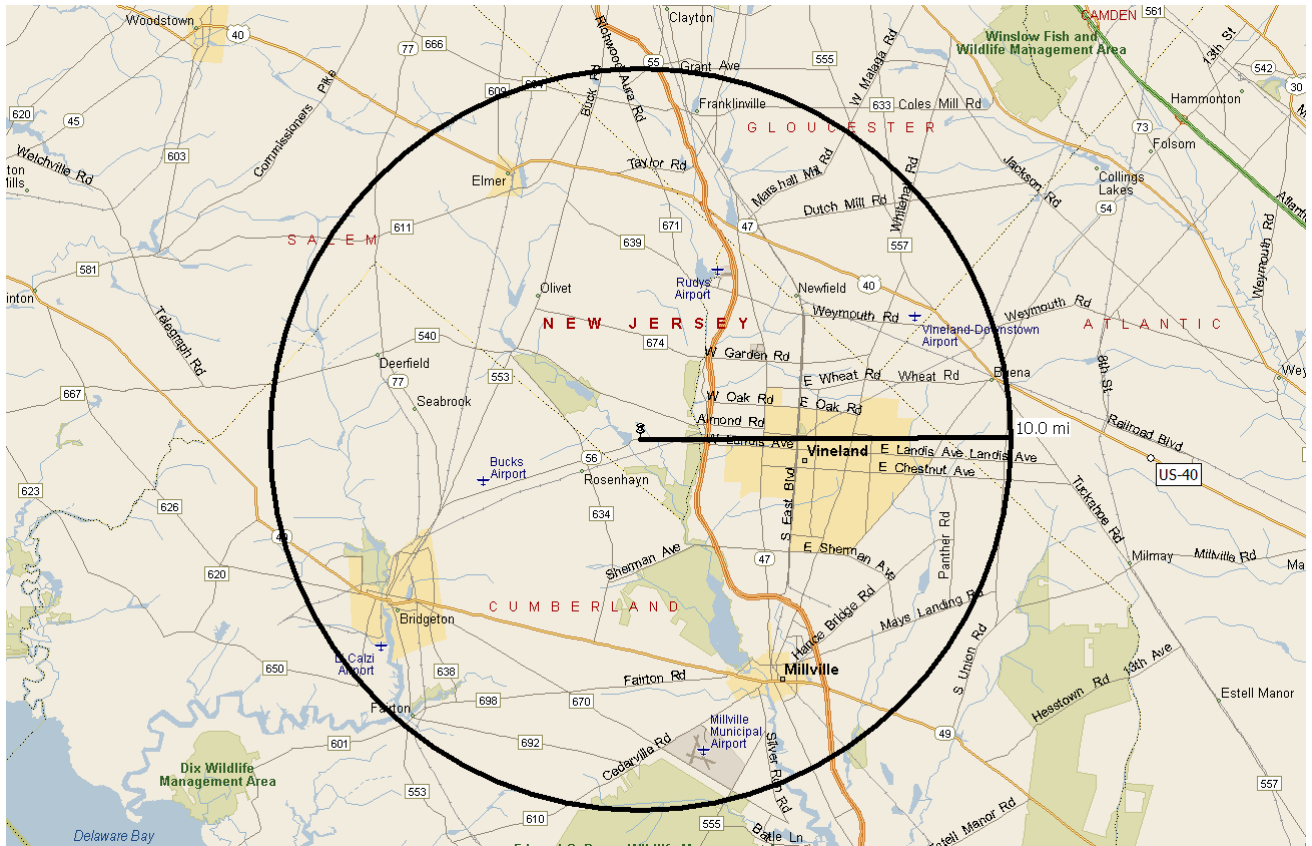 Woodstown
40
77
666
Commissioners Pike
Richwood Aura Rd
55
Clayton
Grant Ave
555
W Malaga Rd
Winslow Fish and
Wildlife Management Area
CAMDEN
561
13th St
542
30
Hammonton
620
45
603
Welchville Rd
609
Buck Rd
Franklinville
633
Coles Mill Rd
GLOUCESTER
73
Folsom
Elmer
Taylor Rd
Marshall Mill Rd
Whitehall Rd
Jackson Rd
Collings
Lakes
54
Dutch Mill Rd
Weymouth Rd
SALEM
611
671
639
47
557
581
Rudys
Airport
40
Olivet
Newfield
Telegraph Rd
NEW JERSEY
Weymouth Rd
Vineland-Downstown
Airport
Weymouth Rd
ATLANTIC
540
674
W Garden Rd
8th St
Deerfield
553
77
E Wheat Rd
Wheat Rd
Buena
667
Seabrook
W Oak Rd
E Oak Rd
Almond Rd
10.0 mi
Railroad Blvd
W Landis Ave
E Landis Ave
Landis Ave
Vineland
56
E Chestnut Ave
US-40
Bucks
Airport
Rosenhayn
623
626
634
S East Blvd
Tuckahoe Rd
49
Panther Rd
E Sherman Ave
Sherman Ave
47
Milmay
Millville Rd
620
CUMBERLAND
Hance Bridge Rd
Mays Landing Rd
Bridgeton
S Union Rd
13th Ave
650
638
Fairton Rd
Millville
698
670
Hesstown Rd
Estell Manor
Fairton
601
692
Cedarville Rd
Millville
Municipal
Airport
Silver Run Rd
49
Dix Wildlife
Management Area
553
610
555
557
Delaware Bay